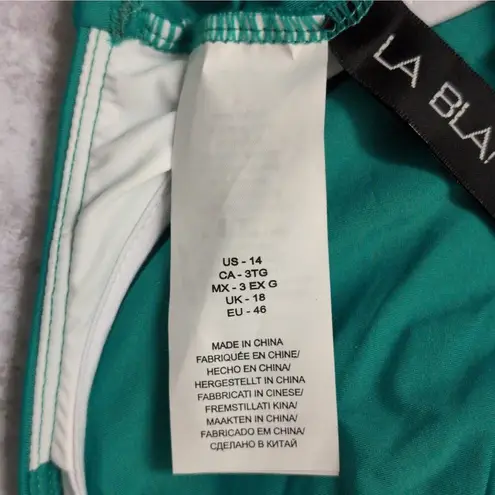 LA BLAN
US - 14
CA - 3TG
MX - 3 EX G
UK - 18
EU - 46
MADE IN CHINA
FABRIQUÉE EN CHINE/
HECHO EN CHINA/
HERGESTELLT IN CHINA
FABBRICATI IN CINESE/
FREMSTILLATI KINA/
MAAKTEN IN CHINA/
FABRICADO EM CHINA/
СДЕЛАНО В КИТАЙ